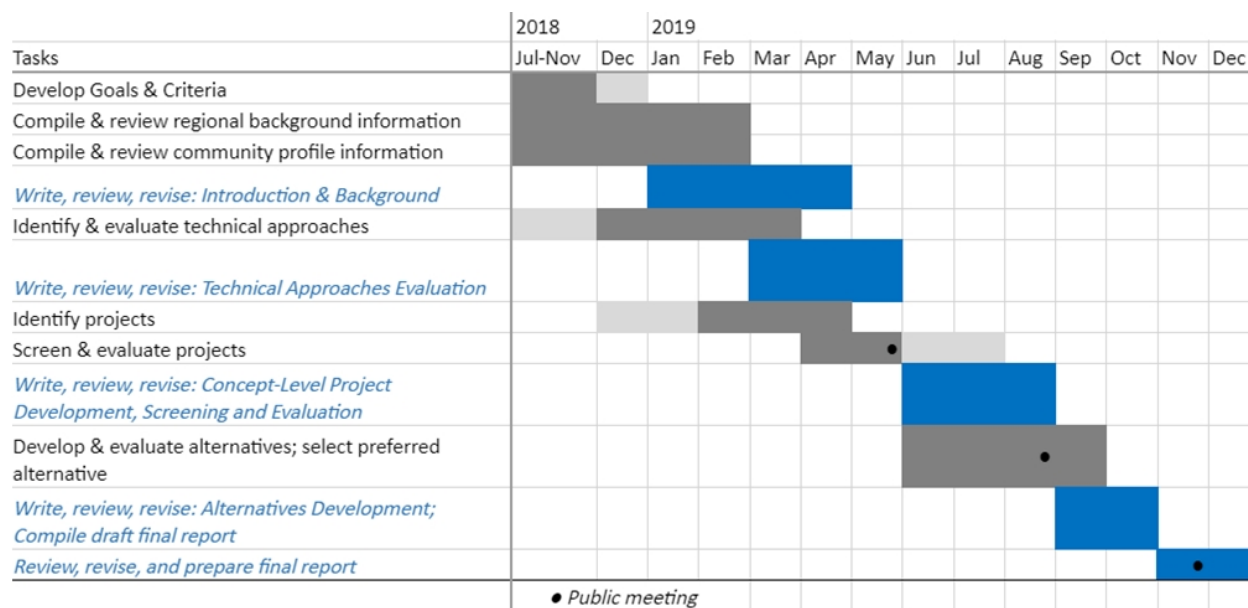 2018 2019
Tasks Jul-Nov Dec Jan Feb Mar Apr May Jun Jul Aug Sep Oct Nov Dec
Develop Goals & Criteria
Compile & review regional background information
Compile & review community profile information
Write, review, revise: Introduction & Background
Identify & evaluate technical approaches
Write, review, revise: Technical Approaches Evaluation
Identify projects
Screen & evaluate projects
Write, review, revise: Concept-Level Project
Development, Screening and Evaluation
Develop & evaluate alternatives; select preferred
alternative
Write, review, revise: Alternatives Development;
Compile draft final report
Review, revise, and prepare final report
● Public meeting